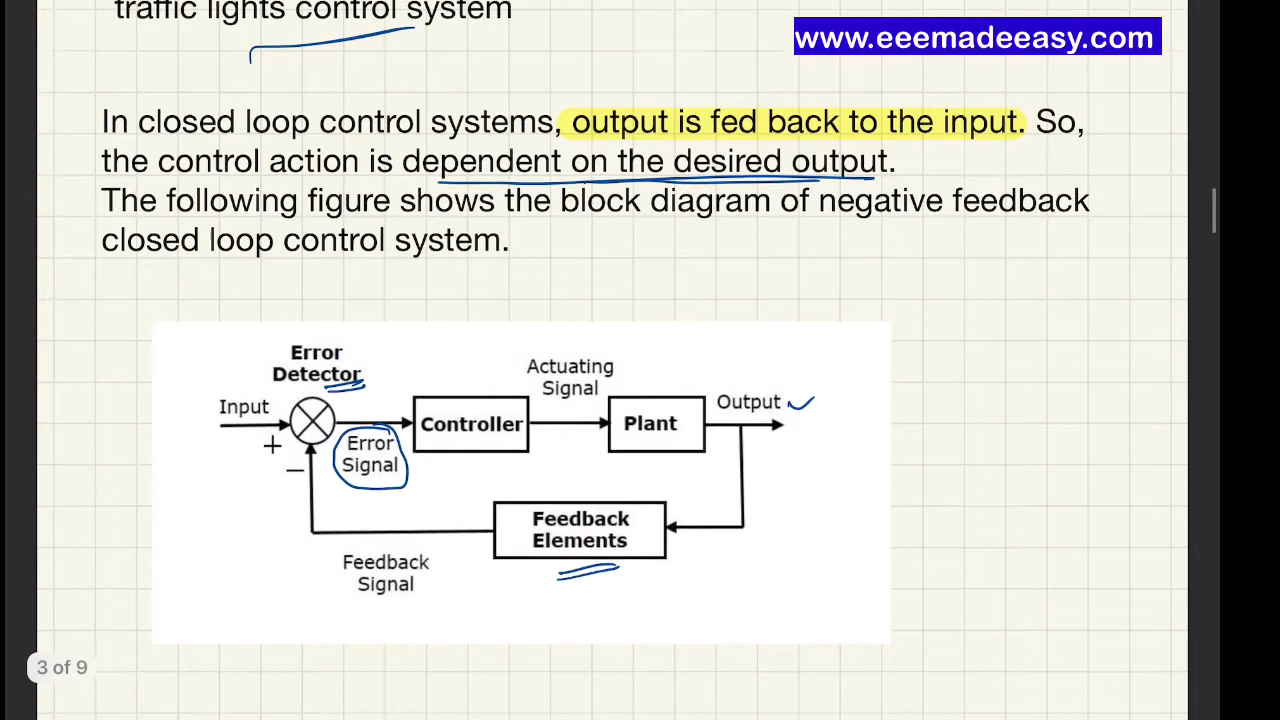 traffic lights control system
www.eeemadeeasy.com
In closed loop control systems, output is fed back to the input. So,
the control action is dependent on the desired output.
The following figure shows the block diagram of negative feedback
closed loop control system.
Error
Detector
Input
+
−
Error
Signal
Controller
Actuating
Signal
Plant
Output
Feedback
Elements
Feedback
Signal
3 of 9